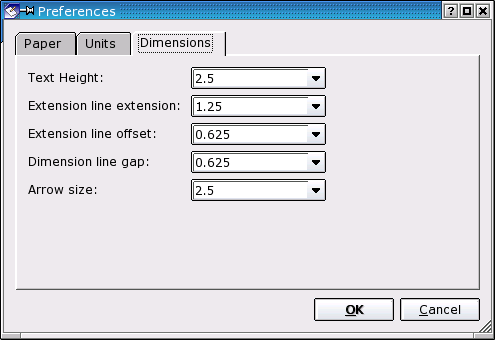 Preferences
Paper Units Dimensions
Text Height: 2.5
Extension line extension: 1.25
Extension line offset: 0.625
Dimension line gap: 0.625
Arrow size: 2.5
OK Cancel